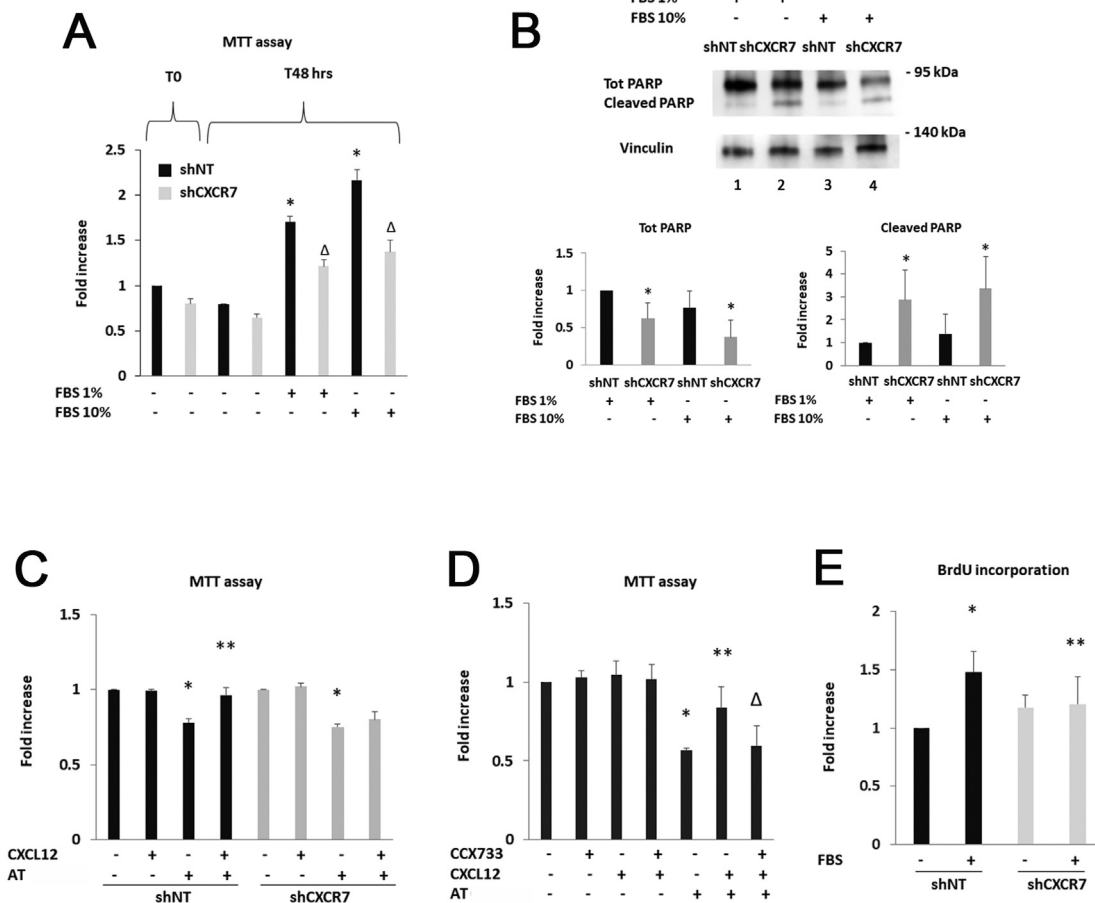 A
MTT assay
T0 T48 hrs
2.5
2
1.5
1
0.5
0
Fold increase
shNT
shCXCR7
* Δ * Δ
FBS 1% - - - - + + - -
FBS 10% - - - - - - + +
B
FBS 10% - - + +
shNT shCXCR7 shNT shCXCR7
- 95 kDa
Tot PARP
Cleaved PARP
- 140 kDa
Vinculin
1 2 3 4
Tot PARP
Fold increase
1.5
1
0.5
0
* *
shNT shCXCR7 shNT shCXCR7
FBS 1% + + - -
FBS 10% - - + +
Cleaved PARP
Fold increase
5
4
3
2
1
0
* *
shNT shCXCR7 shNT shCXCR7
FBS 1% + + - -
FBS 10% - - + +
C
MTT assay
Fold increase
1.5
1
0.5
0
* ** *
CXCL12 - + - + - + - +
AT - - + + - - + +
shNT shCXCR7
D
MTT assay
Fold increase
1.5
1
0.5
0
* ** Δ
CCX733 - + - + - - +
CXCL12 - - + + - + +
AT - - - - + + +
E
BrdU incorporation
Fold increase
2
1.5
1
0.5
0
* **
FBS - + - +
shNT shCXCR7